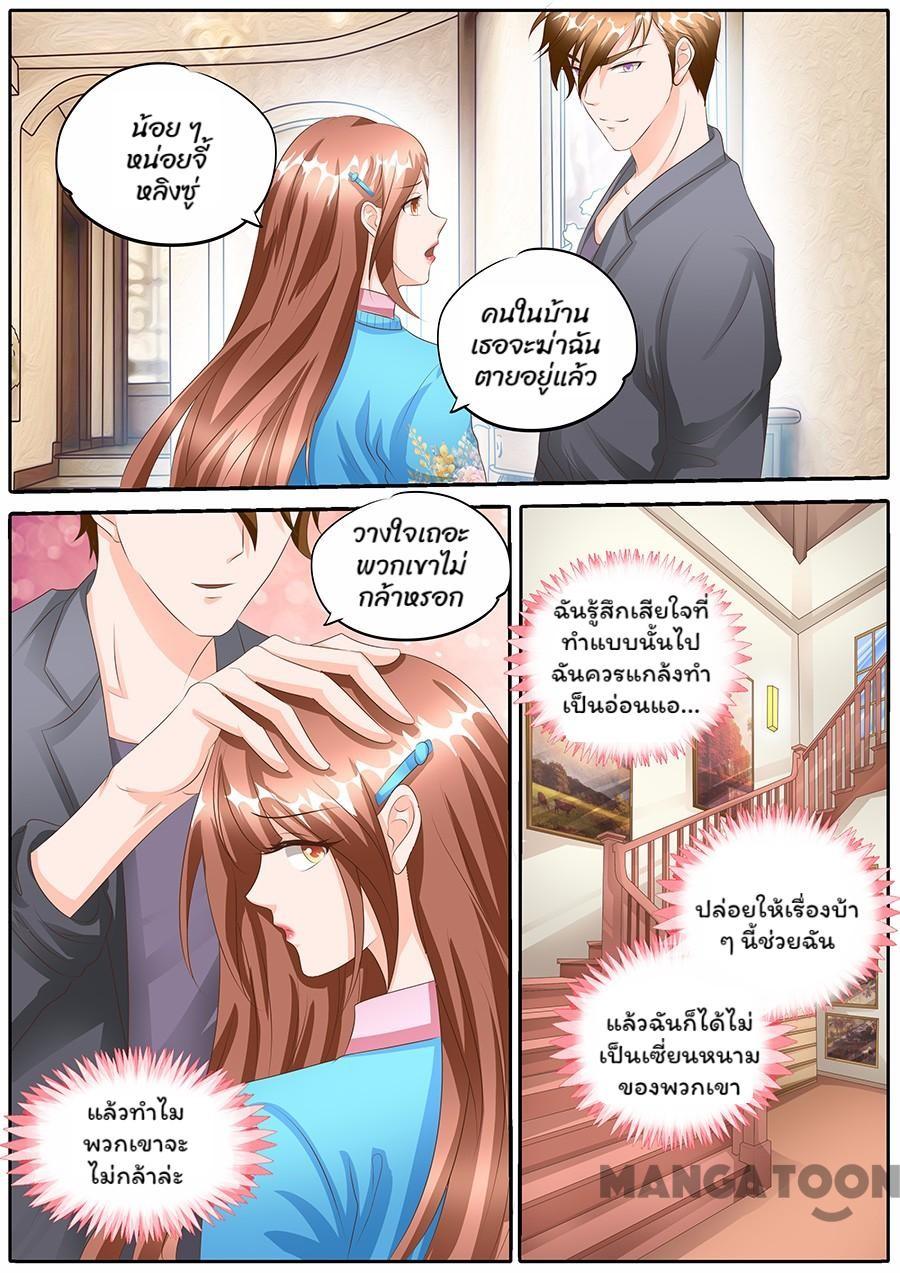 น้อย ๆ
หน่อยจี้
หลิงซู่
คนในบ้าน
เธอจะฆ่าฉัน
ตายอยู่แล้ว
วางใจเถอะ
พวกเขาไม่
กล้าหรอก
แล้วทำไม
พวกเขาจะ
ไม่กล้าล่ะ
ฉันรู้สึกเสียใจที่
ทำแบบนั้นไป
ฉันควรแกล้งทำ
เป็นอ่อนแอ...
ปล่อยให้เรื่องบ้า
ๆ นี้ช่วยฉัน
แล้วฉันก็ได้ไม่
เป็นเซี่ยนหนาม
ของพวกเขา
MANGATOON